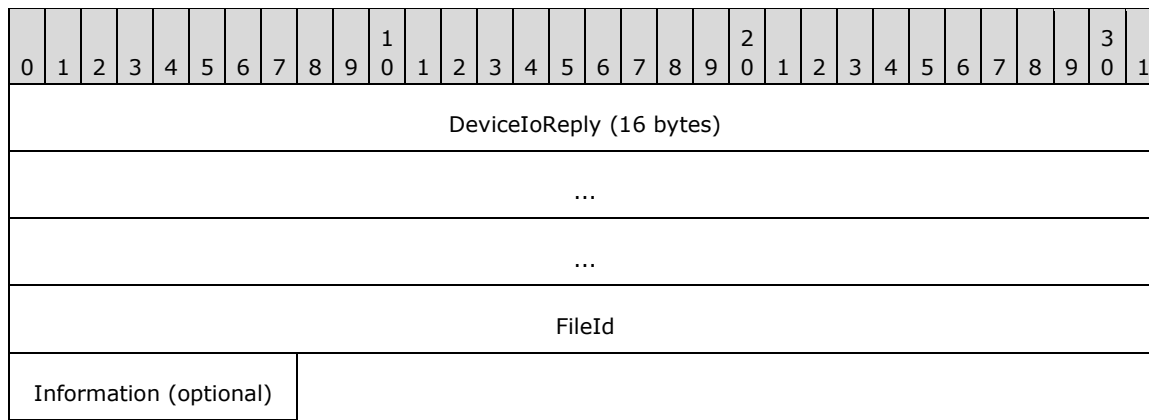 1 2 3
0 1 2 3 4 5 6 7 8 9 0 1 2 3 4 5 6 7 8 9 0 1 2 3 4 5 6 7 8 9 0 1
DeviceIoReply (16 bytes)
...
...
FileId
Information (optional)